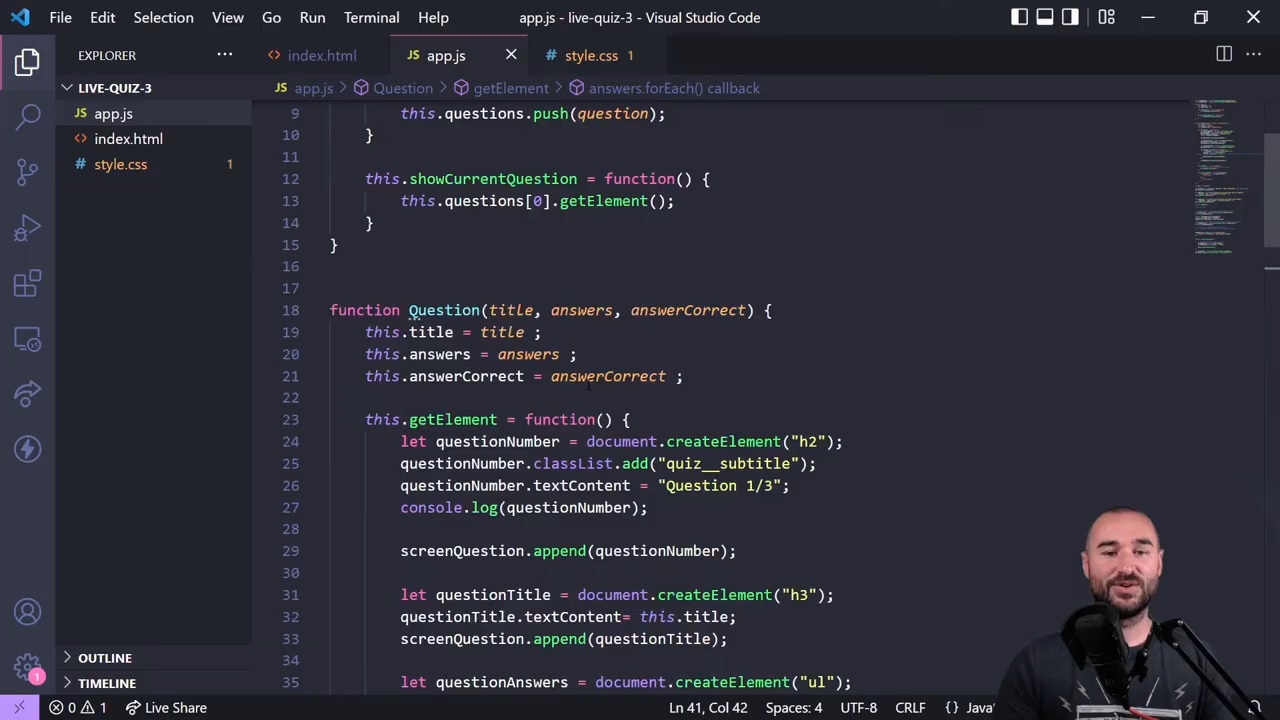 File Edit Selection View Go Run Terminal Help
app.js - live-quiz-3 - Visual Studio Code
EXPLORER
LIVE-QUIZ-3
JS app.js
index.html
style.css 1
OUTLINE
TIMELINE
index.html
JS app.js
style.css 1
JS app.js > Question > getElement > answers.forEach() callback
9 this.questions.push(question);
10 }
11
12 this.showCurrentQuestion = function() {
13 this.questions[0].getElement();
14 }
15 }
16
17
18 function Question(title, answers, answerCorrect) {
19 this.title = title ;
20 this.answers = answers ;
21 this.answerCorrect = answerCorrect ;
22
23 this.getElement = function() {
24 let questionNumber = document.createElement("h2");
25 questionNumber.classList.add("quiz__subtitle");
26 questionNumber.textContent = "Question 1/3";
27 console.log(questionNumber);
28
29 screenQuestion.append(questionNumber);
30
31 let questionTitle = document.createElement("h3");
32 questionTitle.textContent= this.title;
33 screenQuestion.append(questionTitle);
34
35 let questionAnswers = document.createElement("ul");
1
0 1 Live Share Ln 41, Col 42 Spaces: 4 UTF-8 CRLF {} Java